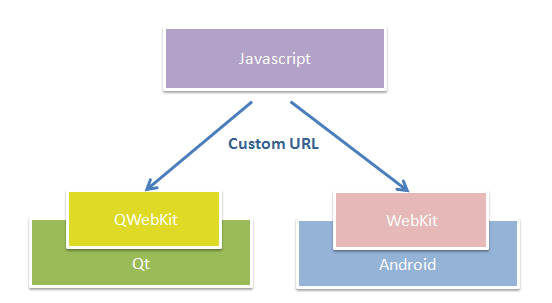 Javascript
Custom URL
QWebKit
WebKit
Qt
Android